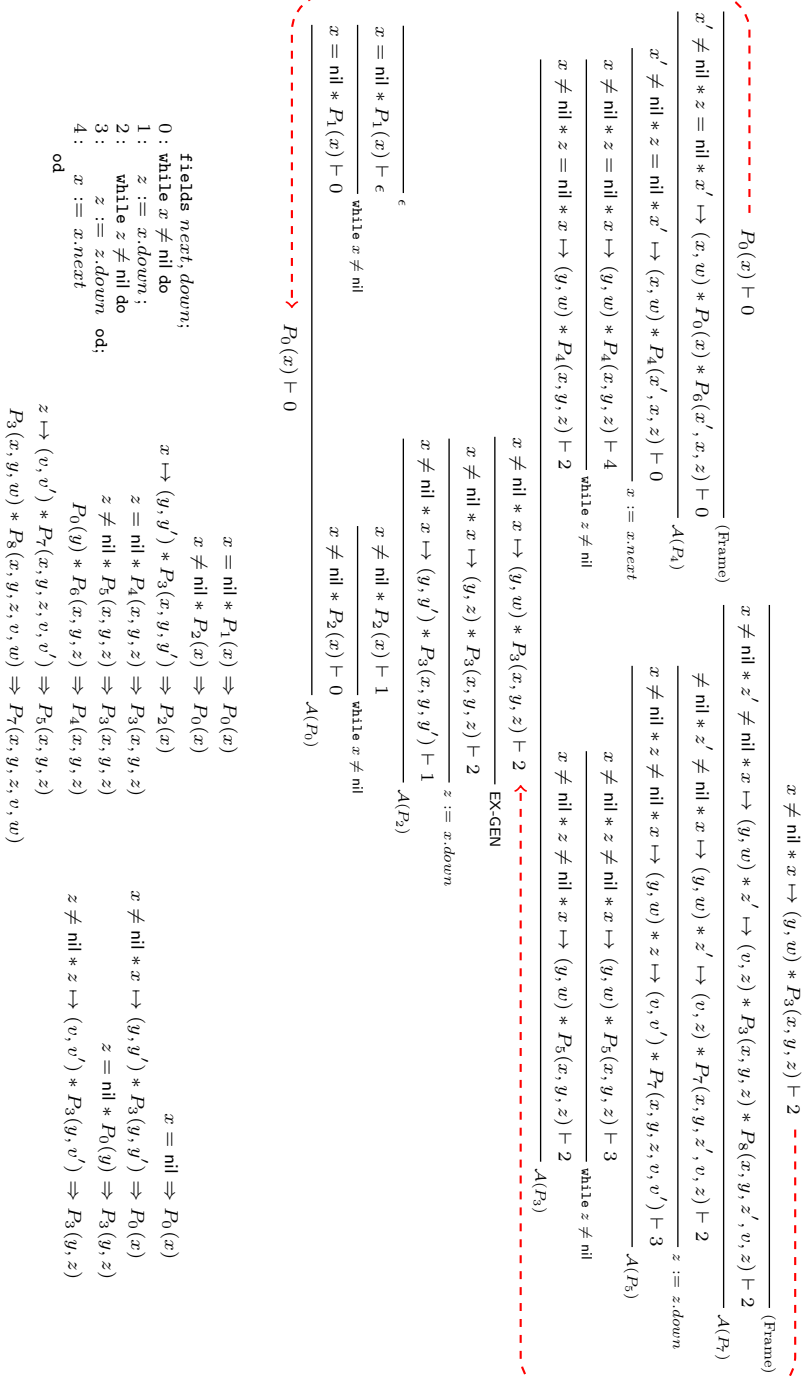 x ≠ nil ∗ x ↦ (y, w) ∗ P₃(x, y, z) ⊢ 2
(Frame)
P₀(x) ⊢ 0
x ≠ nil ∗ z′ ≠ nil ∗ x ↦ (y, w) ∗ z′ ↦ (v, z) ∗ P₃(x, y, z) ∗ P₈(x, y, z′, v, z) ⊢ 2
(Frame)
A(P₇)
x′ ≠ nil ∗ z = nil ∗ x′ ↦ (x, w) ∗ P₀(x) ∗ P₆(x′, x, z) ⊢ 0
≠ nil ∗ z′ ≠ nil ∗ x ↦ (y, w) ∗ z′ ↦ (v, z) ∗ P₇(x, y, z′, v, z) ⊢ 2
A(P₄)
z := z.down
x′ ≠ nil ∗ z = nil ∗ x′ ↦ (x, w) ∗ P₄(x′, x, z) ⊢ 0
x ≠ nil ∗ z ≠ nil ∗ x ↦ (y, w) ∗ z ↦ (v, v′) ∗ P₇(x, y, z, v, v′) ⊢ 3
x := x.next
A(P₅)
x ≠ nil ∗ z = nil ∗ x ↦ (y, w) ∗ P₄(x, y, z) ⊢ 4
x ≠ nil ∗ z ≠ nil ∗ x ↦ (y, w) ∗ P₅(x, y, z) ⊢ 3
while z ≠ nil
while z ≠ nil
x ≠ nil ∗ z = nil ∗ x ↦ (y, w) ∗ P₄(x, y, z) ⊢ 2
x ≠ nil ∗ z ≠ nil ∗ x ↦ (y, w) ∗ P₅(x, y, z) ⊢ 2
A(P₃)
x ≠ nil ∗ x ↦ (y, w) ∗ P₃(x, y, z) ⊢ 2
EX-GEN
x ≠ nil ∗ x ↦ (y, z) ∗ P₃(x, y, z) ⊢ 2
z := x.down
x ≠ nil ∗ x ↦ (y, y′) ∗ P₃(x, y, y′) ⊢ 1
ϵ
A(P₂)
x = nil ∗ P₁(x) ⊢ ϵ
x ≠ nil ∗ P₂(x) ⊢ 1
while x ≠ nil
while x ≠ nil
x = nil ∗ P₁(x) ⊢ 0
x ≠ nil ∗ P₂(x) ⊢ 0
A(P₀)
P₀(x) ⊢ 0
fields next, down;
0 : while x ≠ nil do
1 : z := x.down;
2 : while z ≠ nil do
3 : z := z.down od;
4 : x := x.next
od
x = nil ∗ P₁(x) ⇒ P₀(x)
x ≠ nil ∗ P₂(x) ⇒ P₀(x)
x ↦ (y, y′) ∗ P₃(x, y, y′) ⇒ P₂(x)
z = nil ∗ P₄(x, y, z) ⇒ P₃(x, y, z)
z ≠ nil ∗ P₅(x, y, z) ⇒ P₃(x, y, z)
P₀(y) ∗ P₆(x, y, z) ⇒ P₄(x, y, z)
z ↦ (v, v′) ∗ P₇(x, y, z, v, v′) ⇒ P₅(x, y, z)
P₃(x, y, w) ∗ P₈(x, y, z, v, w) ⇒ P₇(x, y, z, v, w)
x = nil ⇒ P₀(x)
x ≠ nil ∗ x ↦ (y, y′) ∗ P₃(y, y′) ⇒ P₀(x)
z = nil ∗ P₀(y) ⇒ P₃(y, z)
z ≠ nil ∗ z ↦ (v, v′) ∗ P₃(y, v′) ⇒ P₃(y, z)